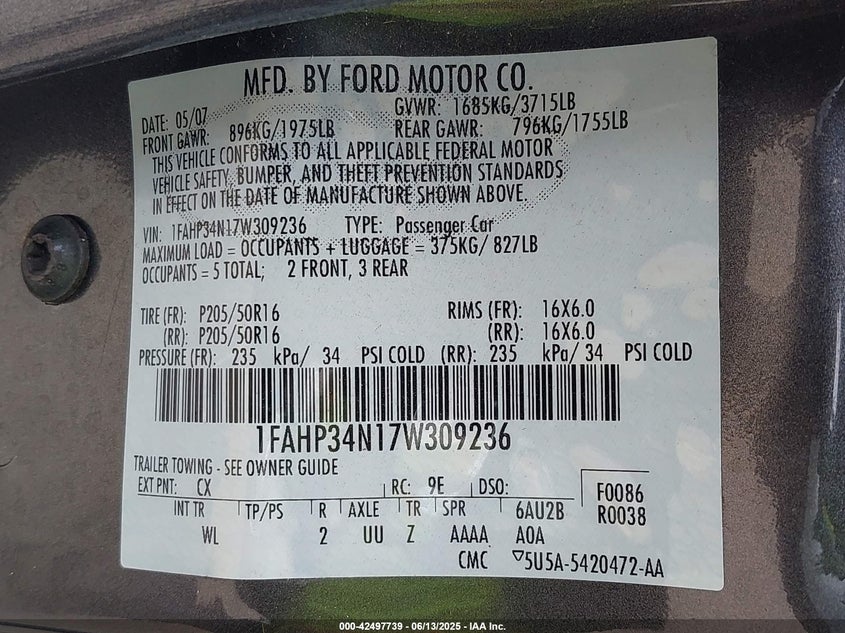 MFD. BY FORD MOTOR CO.
DATE: 05/07 GVWR: 1685KG/3715LB
FRONT GAWR: 896KG/1975LB REAR GAWR: 796KG/1755LB
THIS VEHICLE CONFORMS TO ALL APPLICABLE FEDERAL MOTOR
VEHICLE SAFETY, BUMPER, AND THEFT PREVENTION STANDARDS
IN EFFECT ON THE DATE OF MANUFACTURE SHOWN ABOVE.
VIN: 1FAHP34N17W309236 TYPE: Passenger Car
MAXIMUM LOAD = OCCUPANTS + LUGGAGE = 375KG/ 827LB
OCCUPANTS = 5 TOTAL; 2 FRONT, 3 REAR
TIRE (FR): P205/50R16 RIMS (FR): 16X6.0
(RR): P205/50R16 (RR): 16X6.0
PRESSURE (FR): 235 kPa/ 34 PSI COLD (RR): 235 kPa/ 34 PSI COLD
1FAHP34N17W309236
TRAILER TOWING - SEE OWNER GUIDE
EXT PNT: CX RC: 9E DSO: F0086
INT TR TP/PS R AXLE TR SPR 6AU2B R0038
WL 2 UU Z AAAA AOA
CMC ▽5U5A-5420472-AA
000-42497739 - 06/13/2025 - IAA Inc.